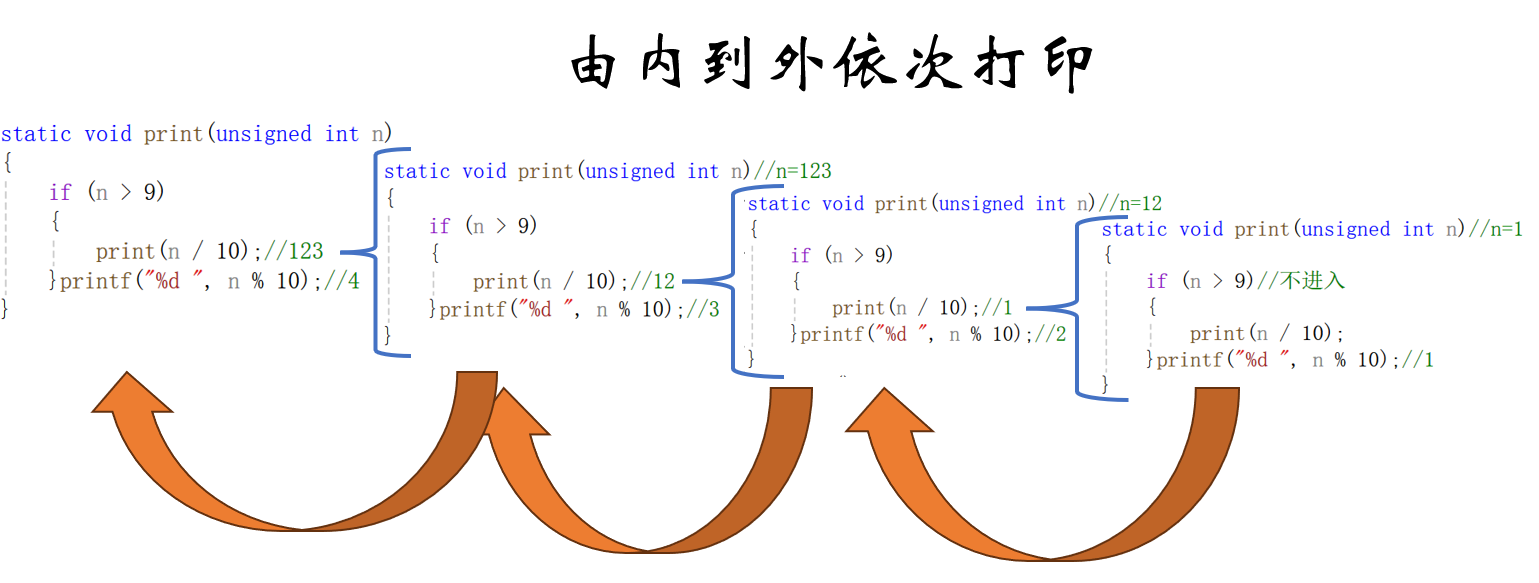 由内到外依次打印
static void print(unsigned int n)
{
if (n > 9)
{
print(n / 10);//123
}printf("%d ", n % 10);//4
}
static void print(unsigned int n)//n=123
{
if (n > 9)
{
print(n / 10);//12
}printf("%d ", n % 10);//3
}
static void print(unsigned int n)//n=12
{
if (n > 9)
{
print(n / 10);//1
}printf("%d ", n % 10);//2
}
static void print(unsigned int n)//n=1
{
if (n > 9)//不进入
{
print(n / 10);
}printf("%d ", n % 10);//1
}